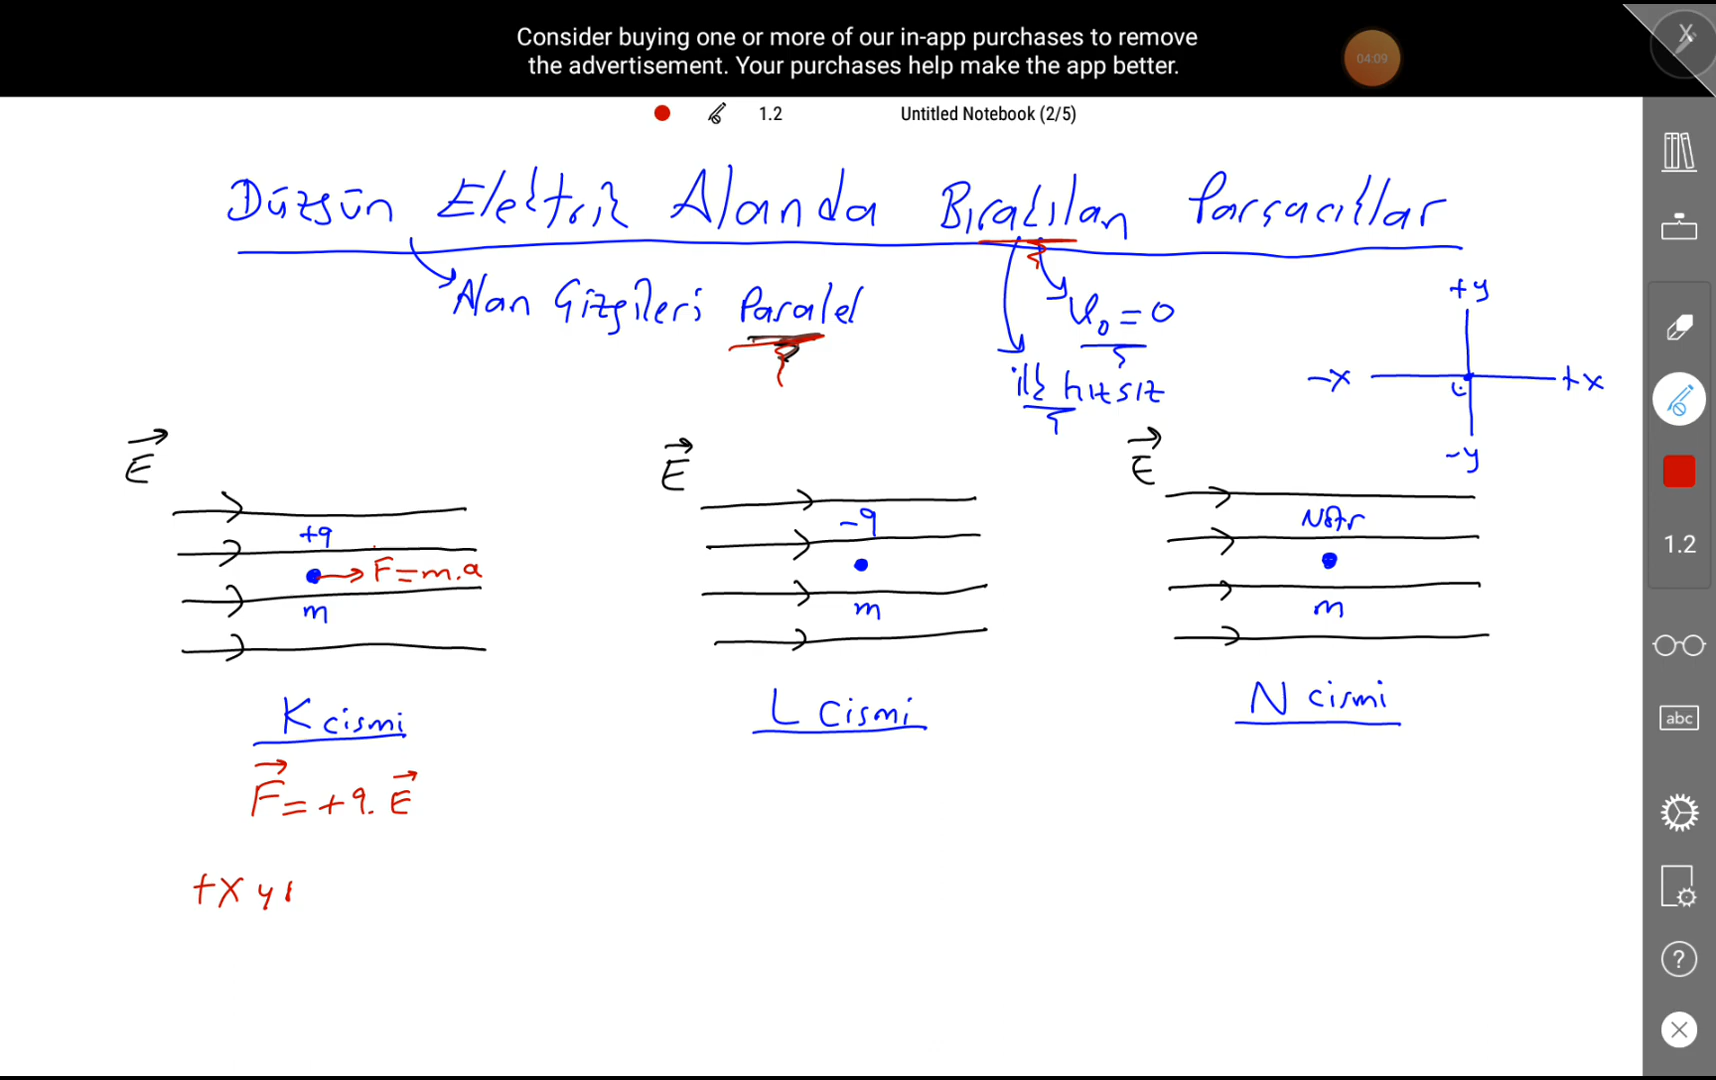 Consider buying one or more of our in-app purchases to remove
the advertisement. Your purchases help make the app better.
04:09
X
1.2 Untitled Notebook (2/5)
Düzgün Elektrik Alanda Bırakılan Parçacıklar
Alan Çizgileri Paralel
υ₀ = 0
ilk hızsız
+y
-x +x
-y
E E E
+q -q Nötr
F = m.a
m m m
K cismi L cismi N cismi
F = +q. E
+x yı
1.2
abc
?